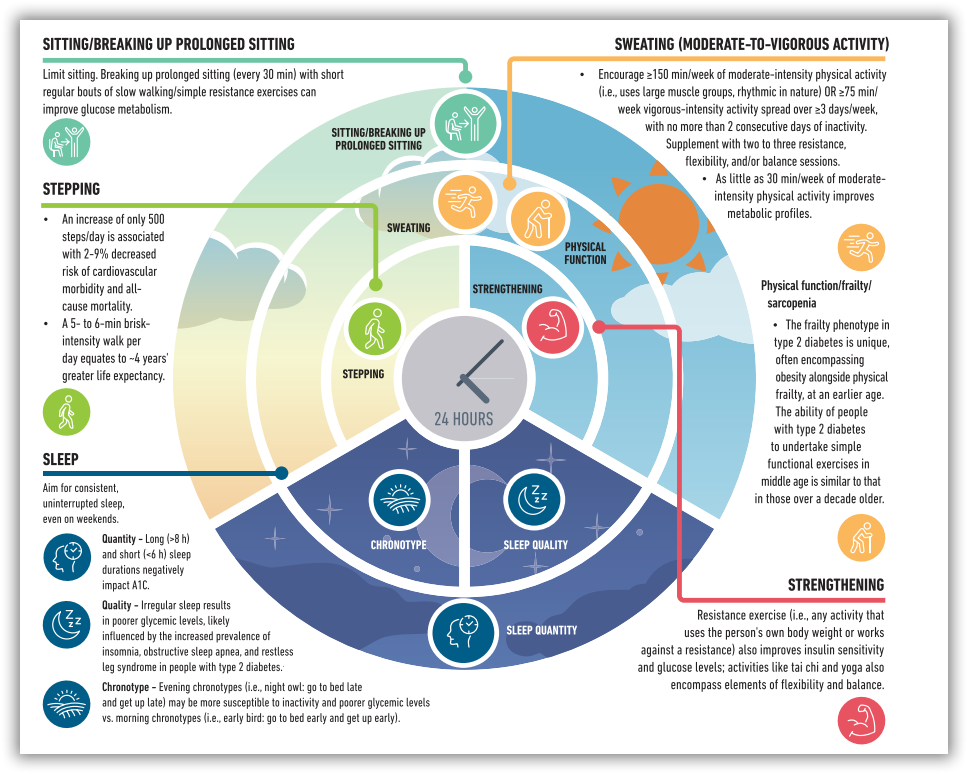 SITTING/BREAKING UP PROLONGED SITTING
Limit sitting. Breaking up prolonged sitting (every 30 min) with short
regular bouts of slow walking/simple resistance exercises can
improve glucose metabolism.
STEPPING
• An increase of only 500
steps/day is associated
with 2-9% decreased
risk of cardiovascular
morbidity and all-
cause mortality.
• A 5- to 6-min brisk-
intensity walk per
day equates to ~4 years'
greater life expectancy.
SLEEP
Aim for consistent,
uninterrupted sleep,
even on weekends.
Quantity – Long (>8 h)
and short (<6 h) sleep
durations negatively
impact A1C.
Quality – Irregular sleep results
in poorer glycemic levels, likely
influenced by the increased prevalence of
insomnia, obstructive sleep apnea, and restless
leg syndrome in people with type 2 diabetes.
Chronotype – Evening chronotypes (i.e., night owl: go to bed late
and get up late) may be more susceptible to inactivity and poorer glycemic levels
vs. morning chronotypes (i.e., early bird: go to bed early and get up early).
SITTING/BREAKING UP
PROLONGED SITTING
SWEATING
PHYSICAL
FUNCTION
STRENGTHENING
STEPPING
24 HOURS
CHRONOTYPE
SLEEP QUALITY
SLEEP QUANTITY
SWEATING (MODERATE-TO-VIGOROUS ACTIVITY)
• Encourage ≥150 min/week of moderate-intensity physical activity
(i.e., uses large muscle groups, rhythmic in nature) OR ≥75 min/
week vigorous-intensity activity spread over ≥3 days/week,
with no more than 2 consecutive days of inactivity.
Supplement with two to three resistance,
flexibility, and/or balance sessions.
• As little as 30 min/week of moderate-
intensity physical activity improves
metabolic profiles.
Physical function/frailty/
sarcopenia
• The frailty phenotype in
type 2 diabetes is unique,
often encompassing
obesity alongside physical
frailty, at an earlier age.
The ability of people
with type 2 diabetes
to undertake simple
functional exercises in
middle age is similar to that
in those over a decade older.
STRENGTHENING
Resistance exercise (i.e., any activity that
uses the person's own body weight or works
against a resistance) also improves insulin sensitivity
and glucose levels; activities like tai chi and yoga also
encompass elements of flexibility and balance.